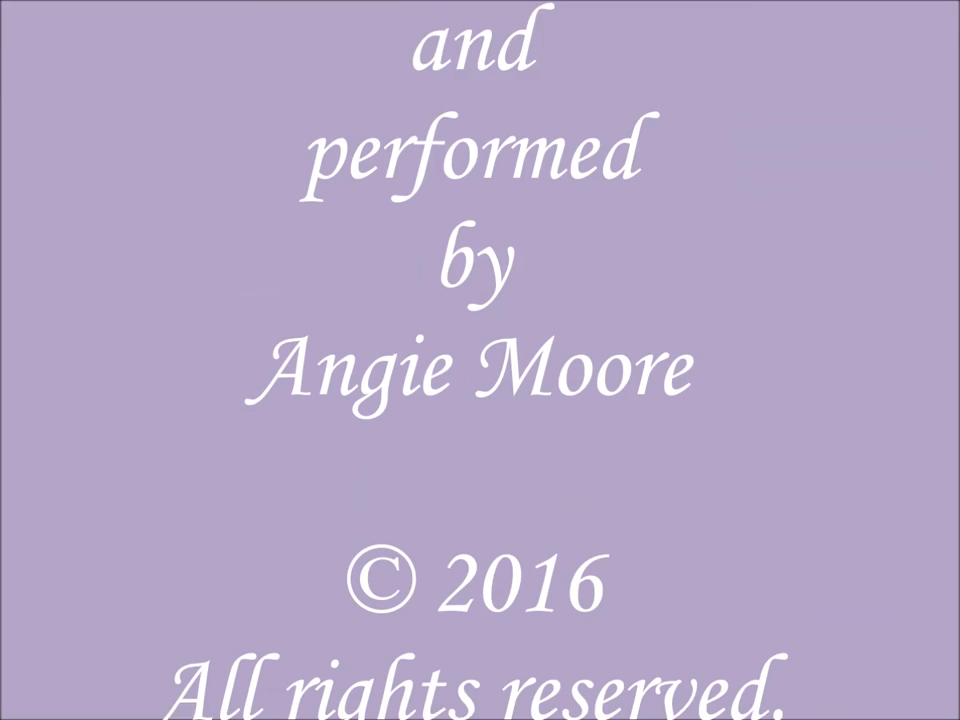 and
performed
by
Angie Moore
© 2016
All rights reserved.